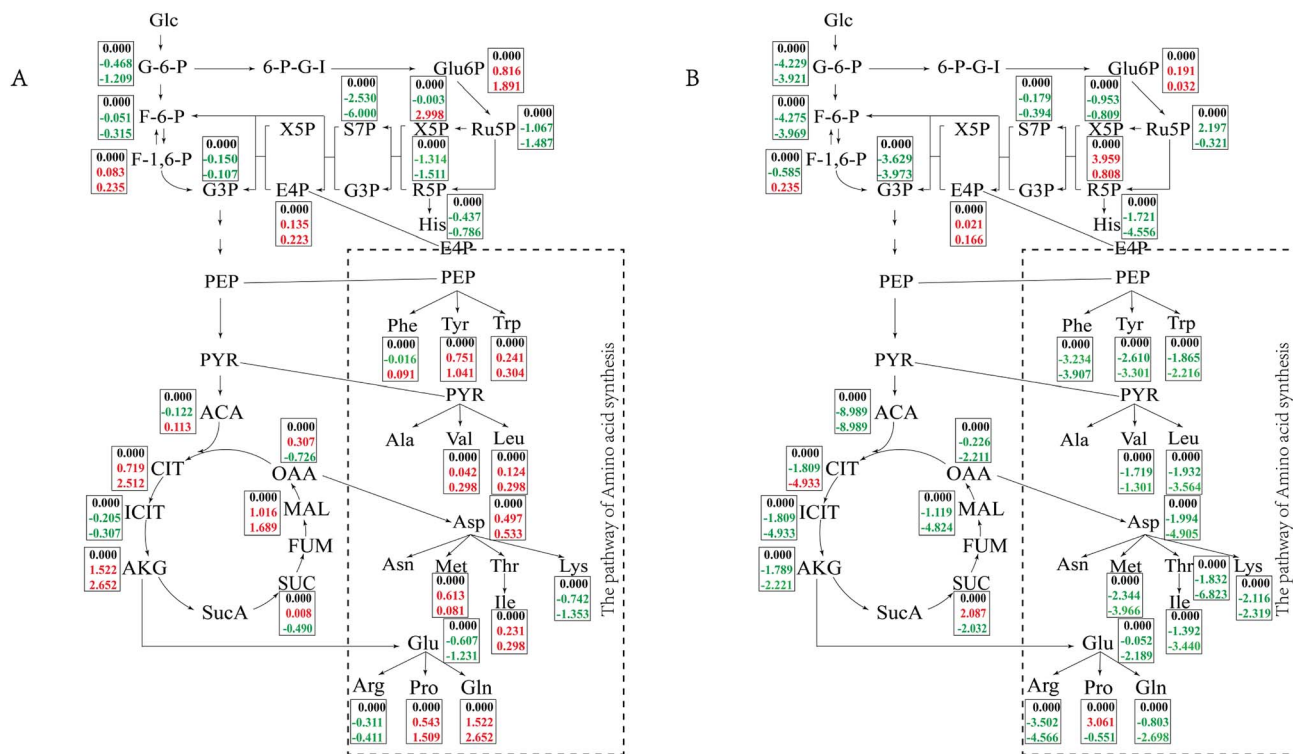 A
Glc
0.000
-0.468
-1.209
G-6-P
6-P-G-I
Glu6P
0.000
0.816
1.891
0.000
-0.051
-0.315
F-6-P
0.000
-2.530
-6.000
0.000
-0.003
2.998
X5P
S7P
X5P
Ru5P
0.000
-1.067
-1.487
0.000
0.083
0.235
F-1,6-P
0.000
-0.150
-0.107
0.000
-1.314
-1.511
G3P
E4P
G3P
R5P
0.000
0.135
0.223
His
0.000
-0.437
-0.786
E4P
PEP
PEP
Phe
Tyr
Trp
0.000
-0.016
0.091
0.000
0.751
1.041
0.000
0.241
0.304
PYR
PYR
0.000
-0.122
0.113
ACA
Ala
Val
Leu
0.000
0.042
0.298
0.000
0.124
0.298
0.000
0.307
-0.726
0.000
0.719
2.512
CIT
OAA
0.000
-0.205
-0.307
ICIT
0.000
1.016
1.689
MAL
Asp
0.000
0.497
0.533
FUM
0.000
1.522
2.652
AKG
SUC
0.000
0.008
-0.490
SucA
Asn
Met
Thr
Lys
0.000
0.613
0.081
Ile
0.000
0.231
0.298
0.000
-0.742
-1.353
Glu
0.000
-0.607
-1.231
Arg
Pro
Gln
0.000
-0.311
-0.411
0.000
0.543
1.509
0.000
1.522
2.652
The pathway of Amino acid synthesis
B
Glc
0.000
-4.229
-3.921
G-6-P
6-P-G-I
Glu6P
0.000
0.191
0.032
0.000
-4.275
-3.969
F-6-P
0.000
-0.179
-0.394
0.000
-0.953
-0.809
X5P
S7P
X5P
Ru5P
0.000
2.197
-0.321
0.000
-0.585
0.235
F-1,6-P
0.000
-3.629
-3.973
0.000
3.959
0.808
G3P
E4P
G3P
R5P
0.000
0.021
0.166
His
0.000
-1.721
-4.556
E4P
PEP
PEP
Phe
Tyr
Trp
0.000
-3.234
-3.907
0.000
-2.610
-3.301
0.000
-1.865
-2.216
PYR
PYR
0.000
-8.989
-8.989
ACA
Ala
Val
Leu
0.000
-1.719
-1.301
0.000
-1.932
-3.564
0.000
-0.226
-2.211
0.000
-1.809
-4.933
CIT
OAA
0.000
-1.809
-4.933
ICIT
0.000
-1.119
-4.824
MAL
Asp
0.000
-1.994
-4.905
FUM
0.000
-1.789
-2.221
AKG
SUC
0.000
2.087
-2.032
SucA
Asn
Met
Thr
0.000
-1.832
-6.823
Lys
0.000
-2.344
-3.966
Ile
0.000
-1.392
-3.440
0.000
-2.116
-2.319
Glu
0.000
-0.052
-2.189
Arg
Pro
Gln
0.000
-3.502
-4.566
0.000
3.061
-0.551
0.000
-0.803
-2.698
The pathway of Amino acid synthesis